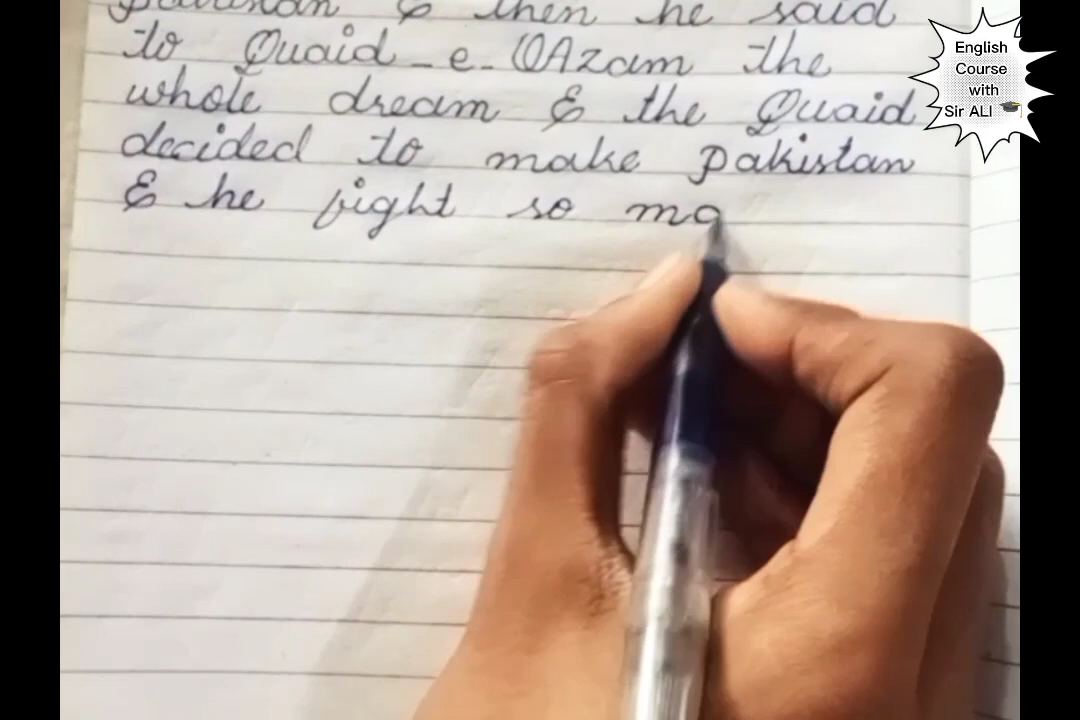 Pakistan & then he said
to Quaid-e-Azam the
whole dream & the Quaid
decided to make Pakistan
& he fight so ma
English
Course
with
Sir ALI